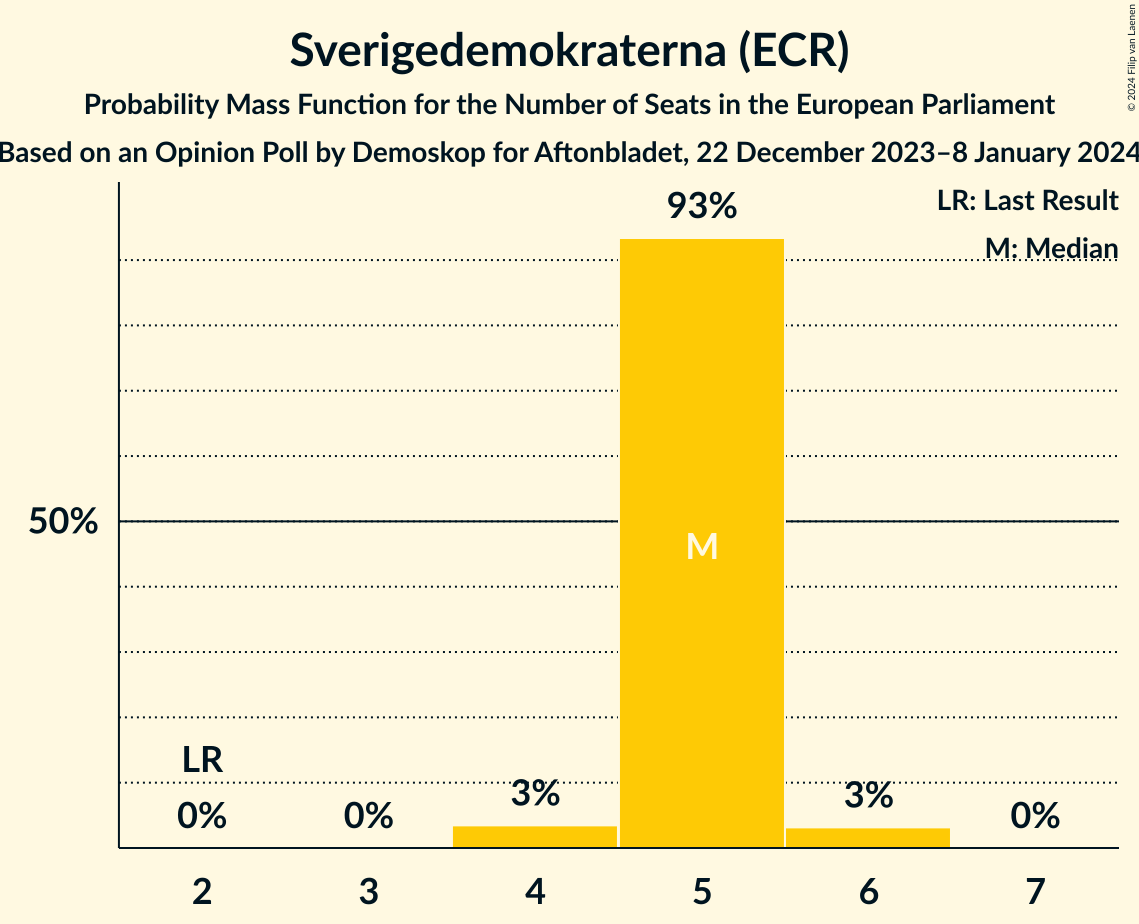 Sverigedemokraterna (ECR)
Probability Mass Function for the Number of Seats in the European Parliament
Based on an Opinion Poll by Demoskop for Aftonbladet, 22 December 2023–8 January 2024
© 2024 Filip van Laenen
LR: Last Result
M: Median
93%
50%
M
LR
0%
0%
3%
3%
0%
2
3
4
5
6
7